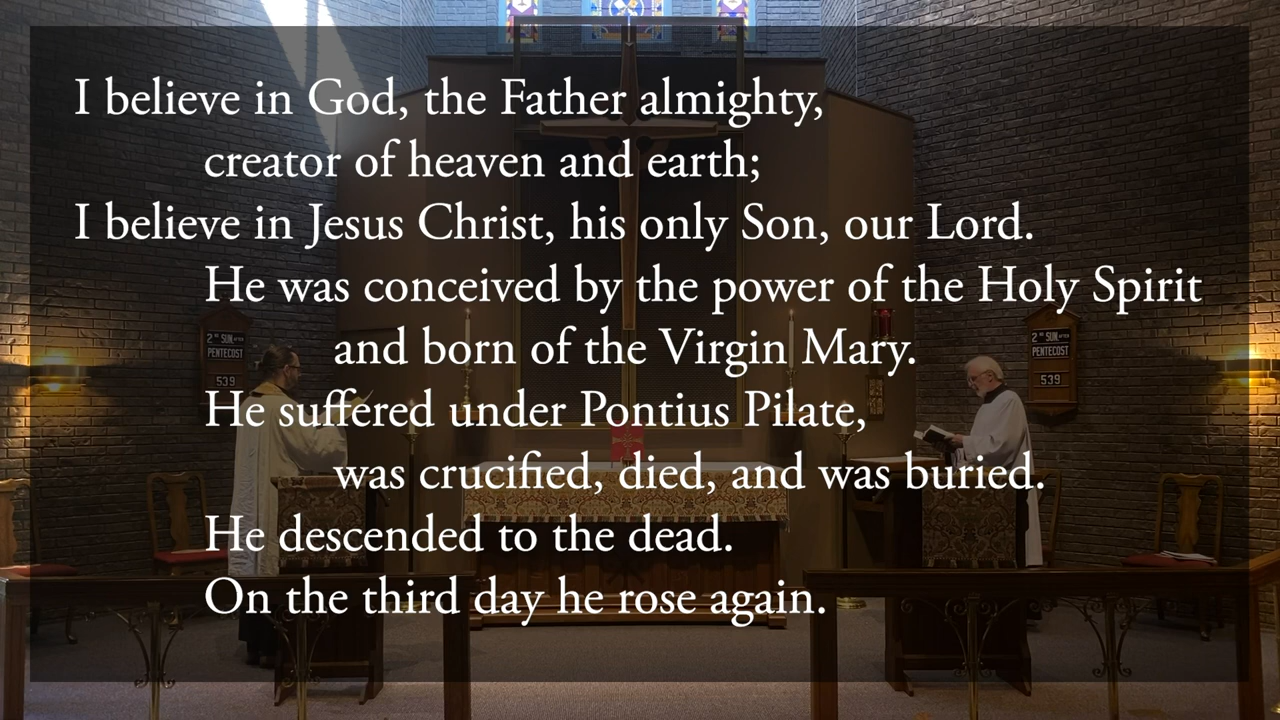 I believe in God, the Father almighty,
creator of heaven and earth;
I believe in Jesus Christ, his only Son, our Lord.
He was conceived by the power of the Holy Spirit
and born of the Virgin Mary.
He suffered under Pontius Pilate,
was crucified, died, and was buried.
He descended to the dead.
On the third day he rose again.
2ND SUN AFTER
PENTECOST
539
2ND SUN AFTER
PENTECOST
539